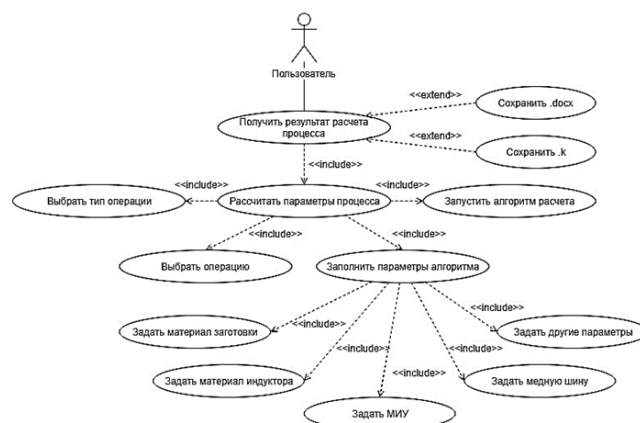 Пользователь
<<extend>>
Сохранить .docx
Получить результат расчета
процесса
<<extend>>
Сохранить .k
<<include>>
<<include>>
<<include>>
Выбрать тип операции
Рассчитать параметры процесса
Запустить алгоритм расчета
<<include>>
<<include>>
Выбрать операцию
Заполнить параметры алгоритма
<<include>>
<<include>>
Задать материал заготовки
Задать другие параметры
<<include>>
<<include>>
<<include>>
Задать материал индуктора
Задать медную шину
Задать МИУ